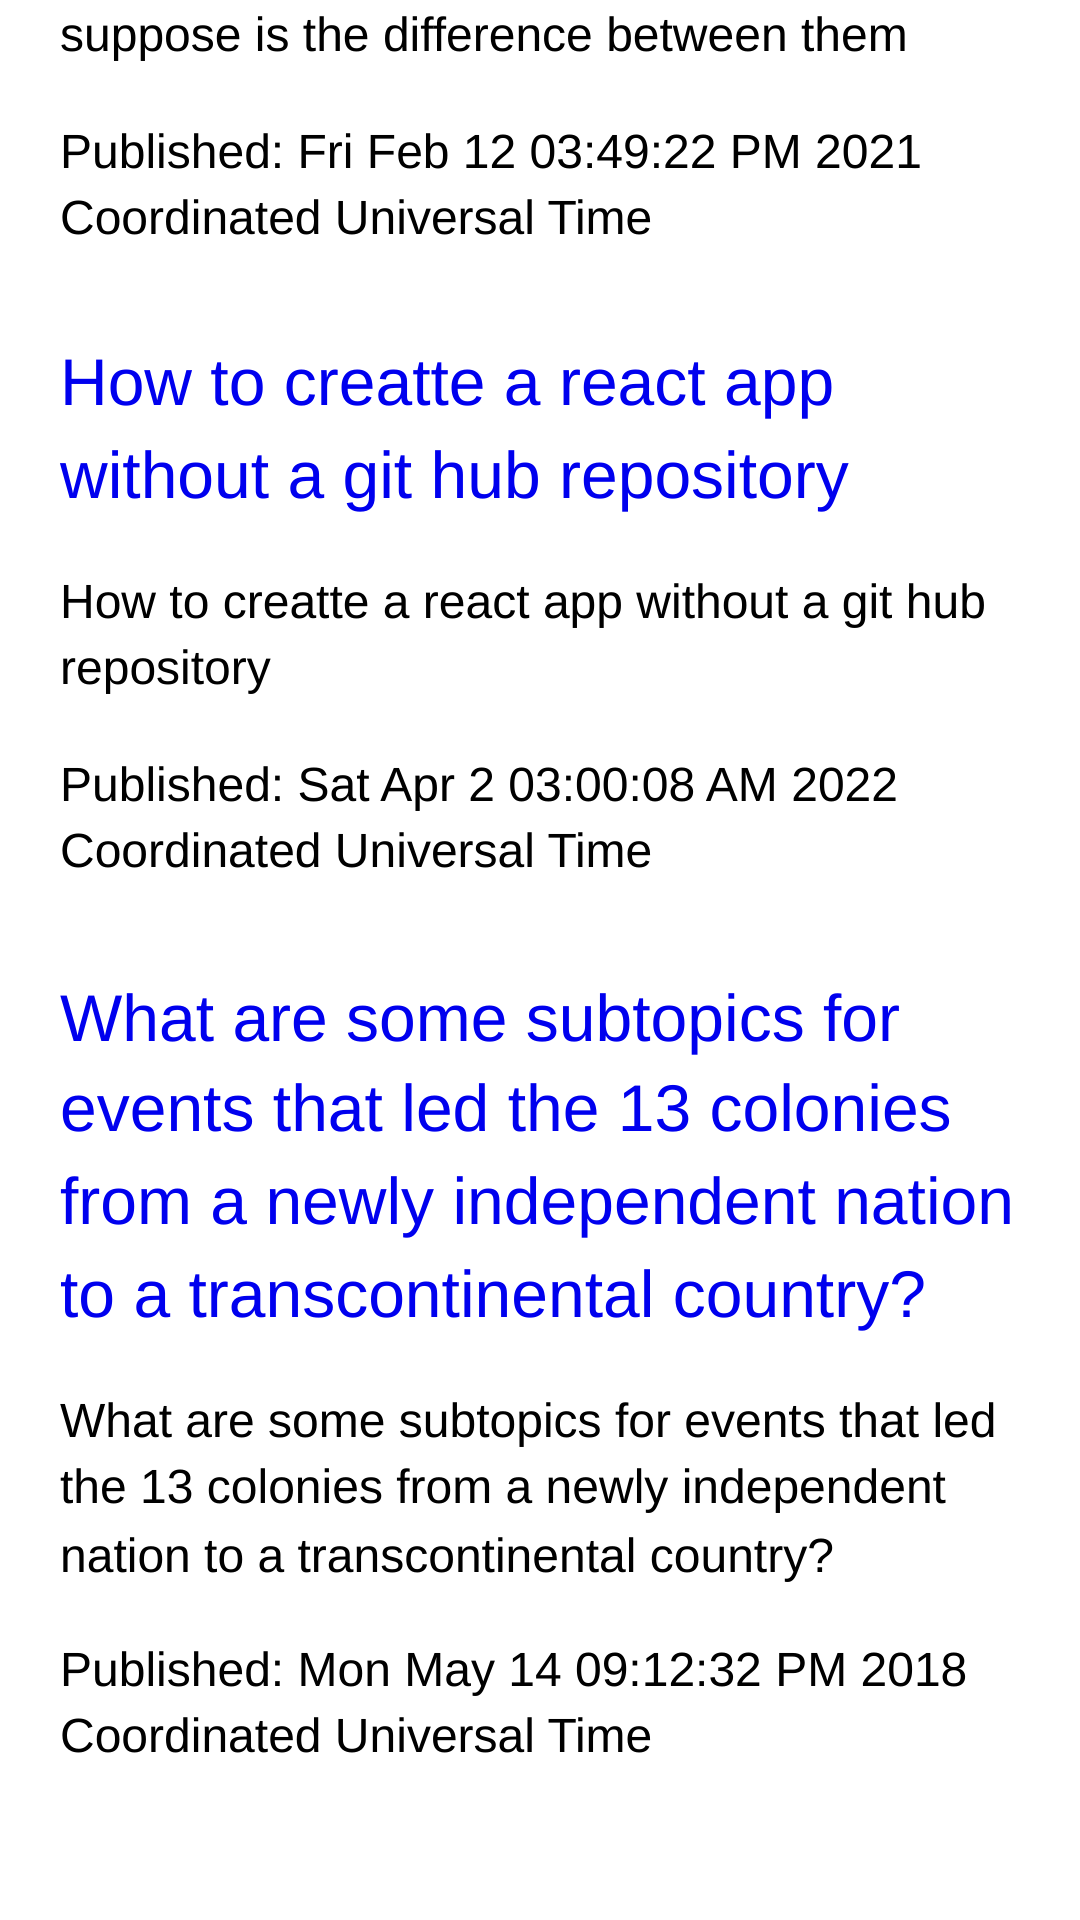 suppose is the difference between them
Published: Fri Feb 12 03:49:22 PM 2021
Coordinated Universal Time
How to creatte a react app
without a git hub repository
How to creatte a react app without a git hub
repository
Published: Sat Apr 2 03:00:08 AM 2022
Coordinated Universal Time
What are some subtopics for
events that led the 13 colonies
from a newly independent nation
to a transcontinental country?
What are some subtopics for events that led
the 13 colonies from a newly independent
nation to a transcontinental country?
Published: Mon May 14 09:12:32 PM 2018
Coordinated Universal Time